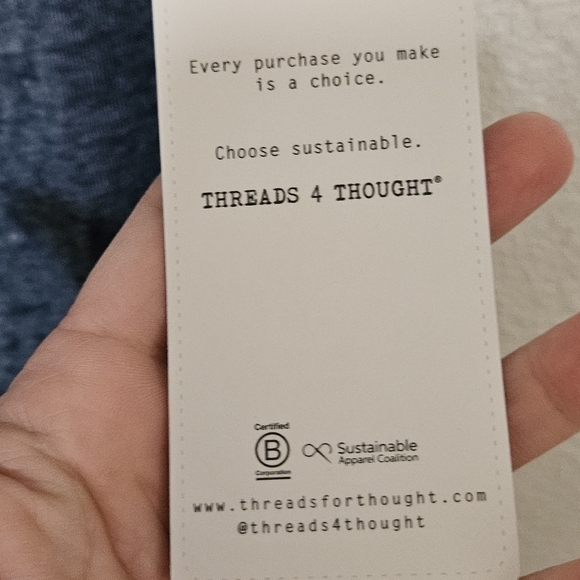 Every purchase you make
is a choice.
Choose sustainable.
THREADS 4 THOUGHT®
Certified
B
Corporation
Sustainable
Apparel Coalition
www.threadsforthought.com
@threads4thought